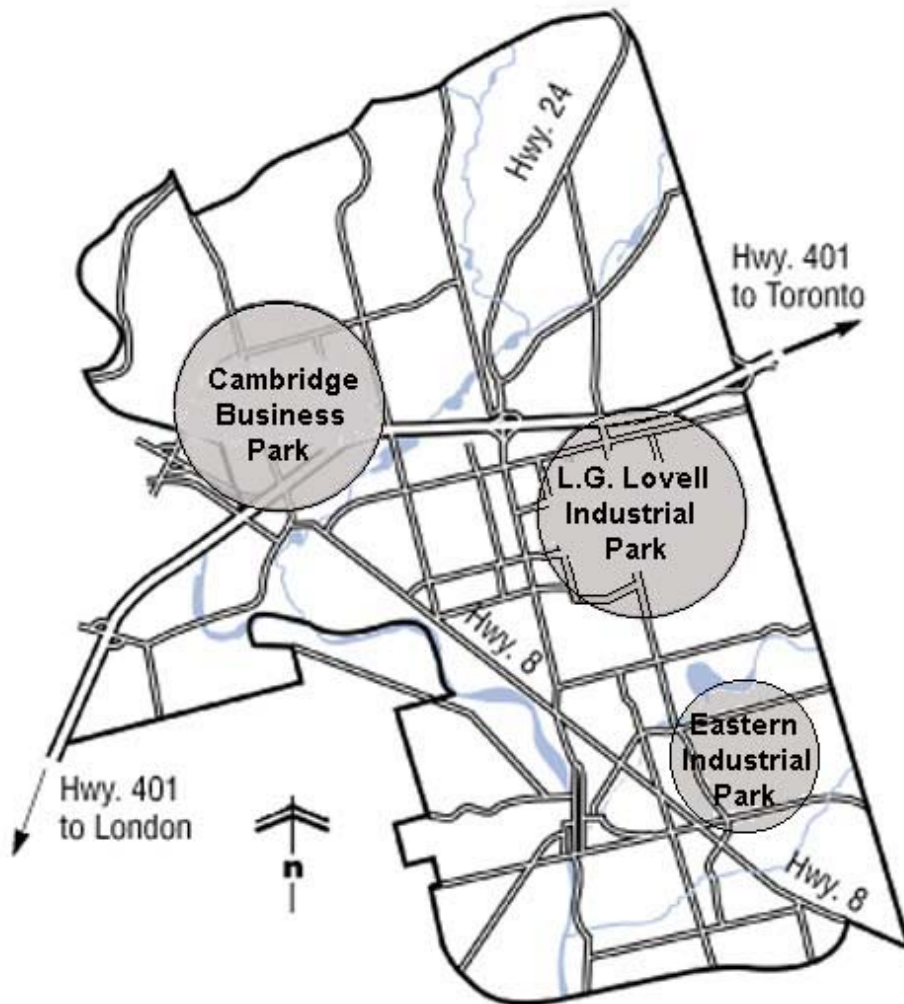 Hwy. 24
Hwy. 401
to Toronto
Cambridge
Business
Park
L.G. Lovell
Industrial
Park
Hwy. 8
Eastern
Industrial
Park
Hwy. 401
to London
n
Hwy. 8